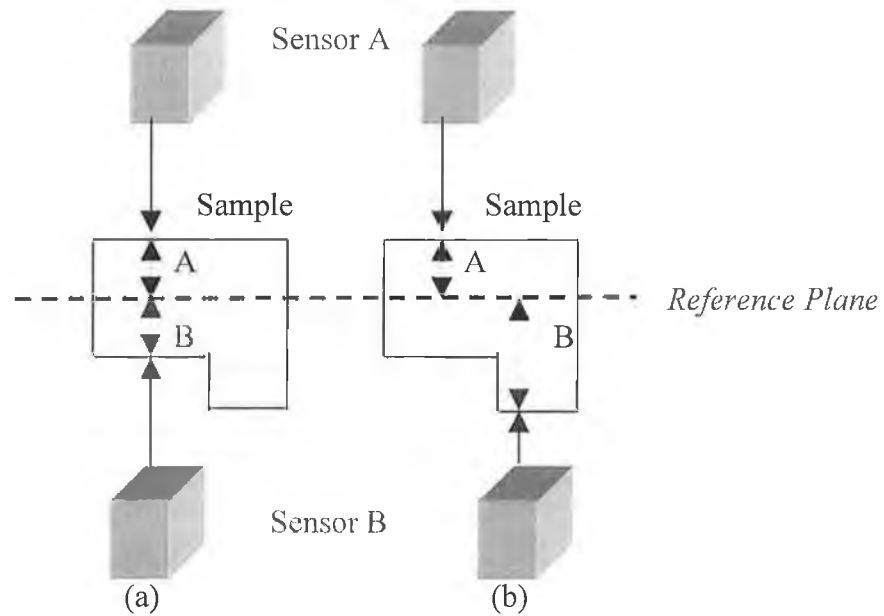 Sensor A
Sample
Sample
A
A
Reference Plane
B
B
Sensor B
(a)
(b)